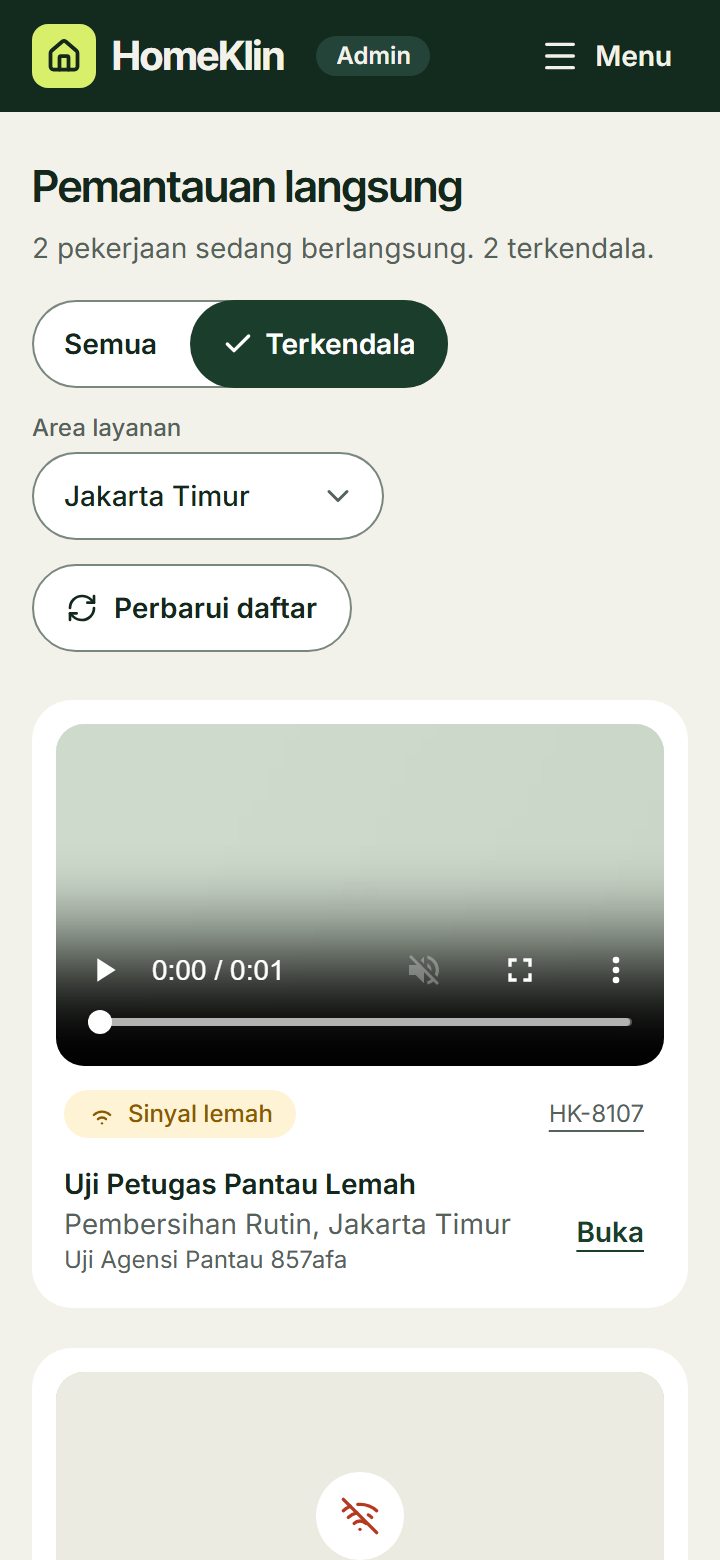 HomeKlin
Admin
Menu
Pemantauan langsung
2 pekerjaan sedang berlangsung. 2 terkendala.
Semua
Terkendala
Area layanan
Jakarta Timur
Perbarui daftar
0:00 / 0:01
Sinyal lemah
HK-8107
Uji Petugas Pantau Lemah
Pembersihan Rutin, Jakarta Timur
Uji Agensi Pantau 857afa
Buka